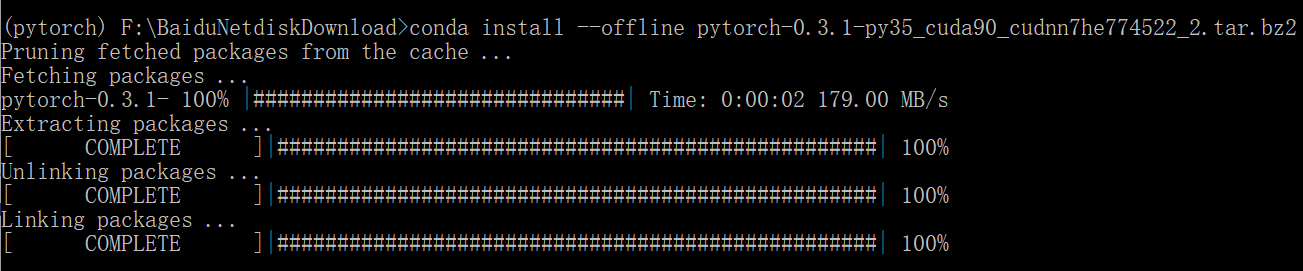 (pytorch) F:\BaiduNetdiskDownload>conda install --offline pytorch-0.3.1-py35_cuda90_cudnn7he774522_2.tar.bz2
Pruning fetched packages from the cache ...
Fetching packages ...
pytorch-0.3.1- 100% |###############################| Time: 0:00:02 179.00 MB/s
Extracting packages ...
[      COMPLETE      ]|##################################################| 100%
Unlinking packages ...
[      COMPLETE      ]|##################################################| 100%
Linking packages ...
[      COMPLETE      ]|##################################################| 100%